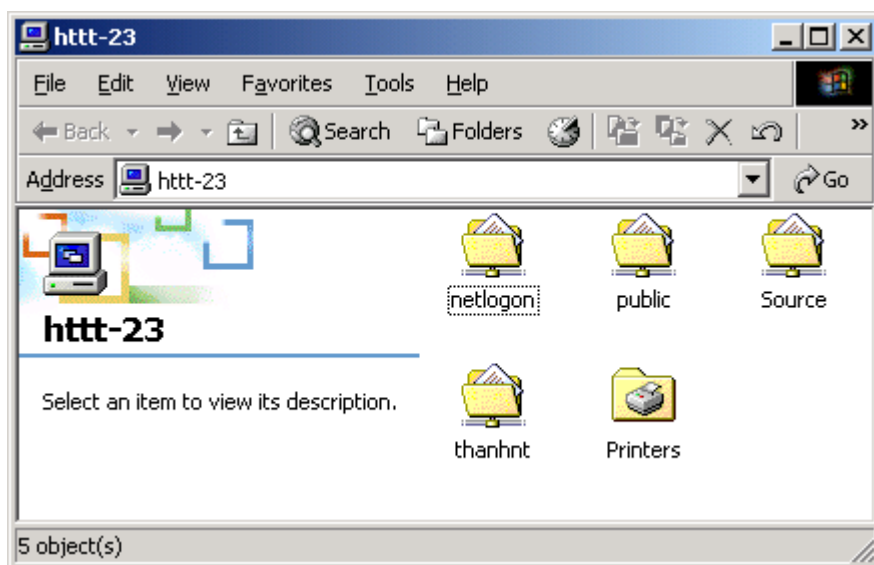 httt-23
File Edit View Favorites Tools Help
Back Search Folders »
Address httt-23 Go
netlogon public Source
httt-23
Select an item to view its description.
thanhnt Printers
5 object(s)